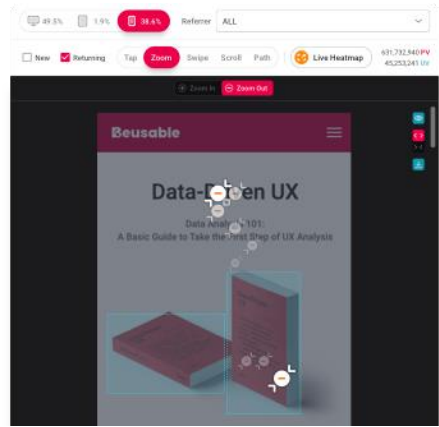 49.5%
1.9%
38.6%
Referrer
ALL
New
Returning
Tap
Zoom
Swipe
Scroll
Path
Live Heatmap
631,732,940 PV
45,253,241 UV
Zoom In
Zoom Out
Beusable
Data-Driven UX
Data Analysis 101:
A Basic Guide to Take the First Step of UX Analysis